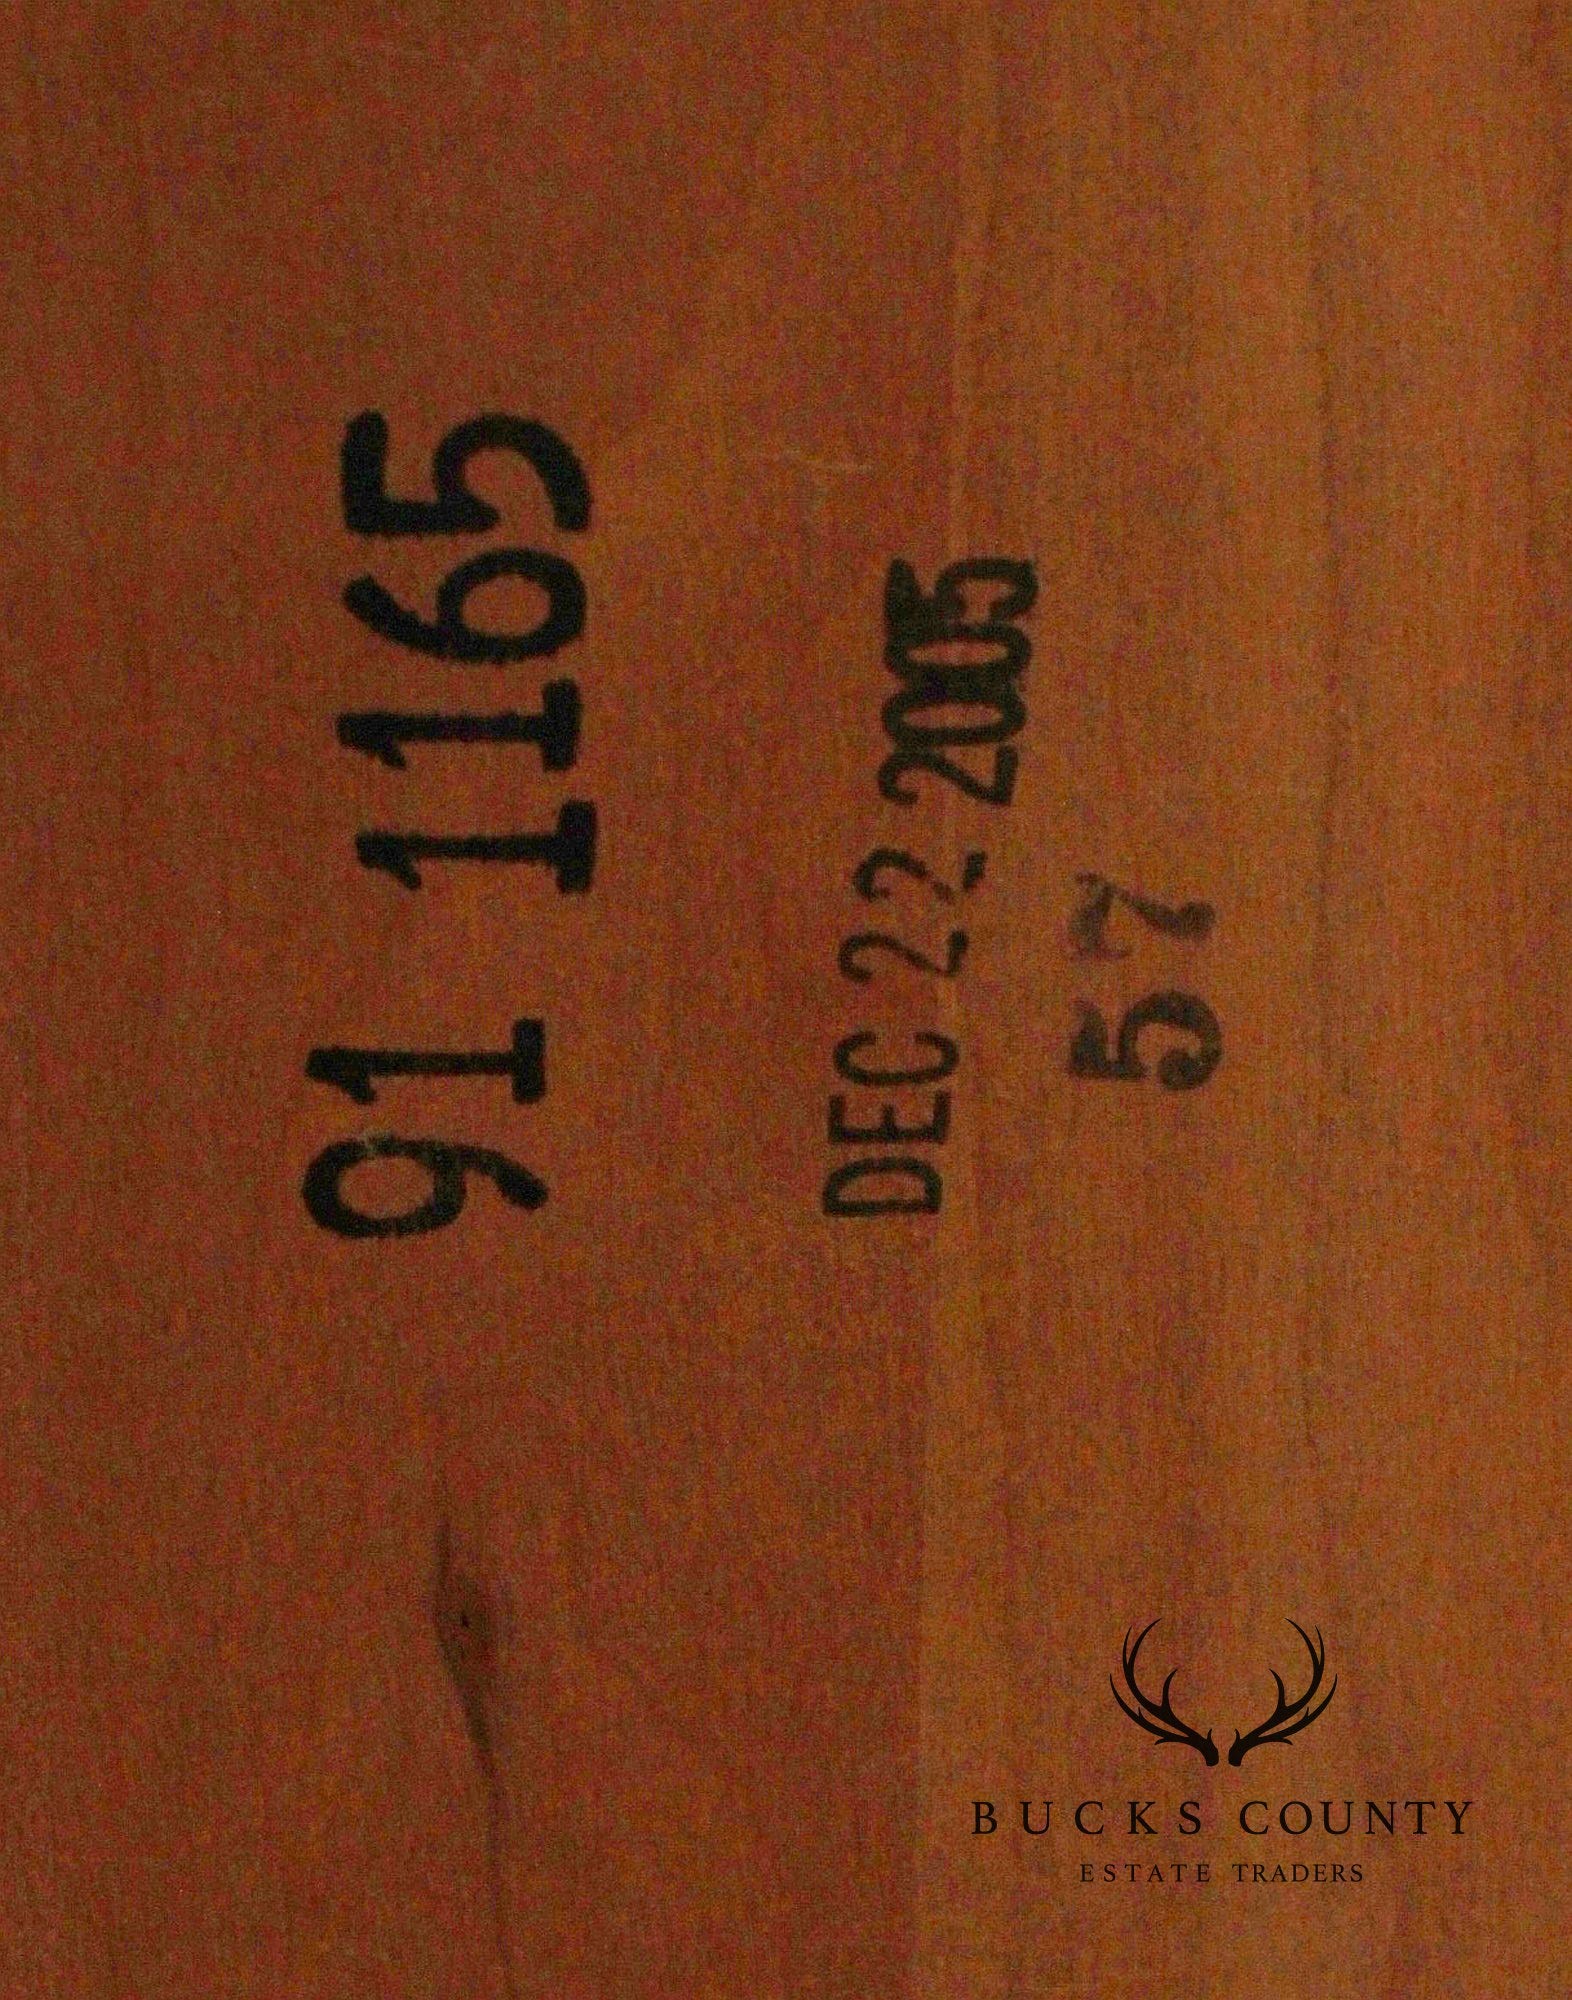 91 1165
DEC 22 2005
57
BUCKS COUNTY
ESTATE TRADERS